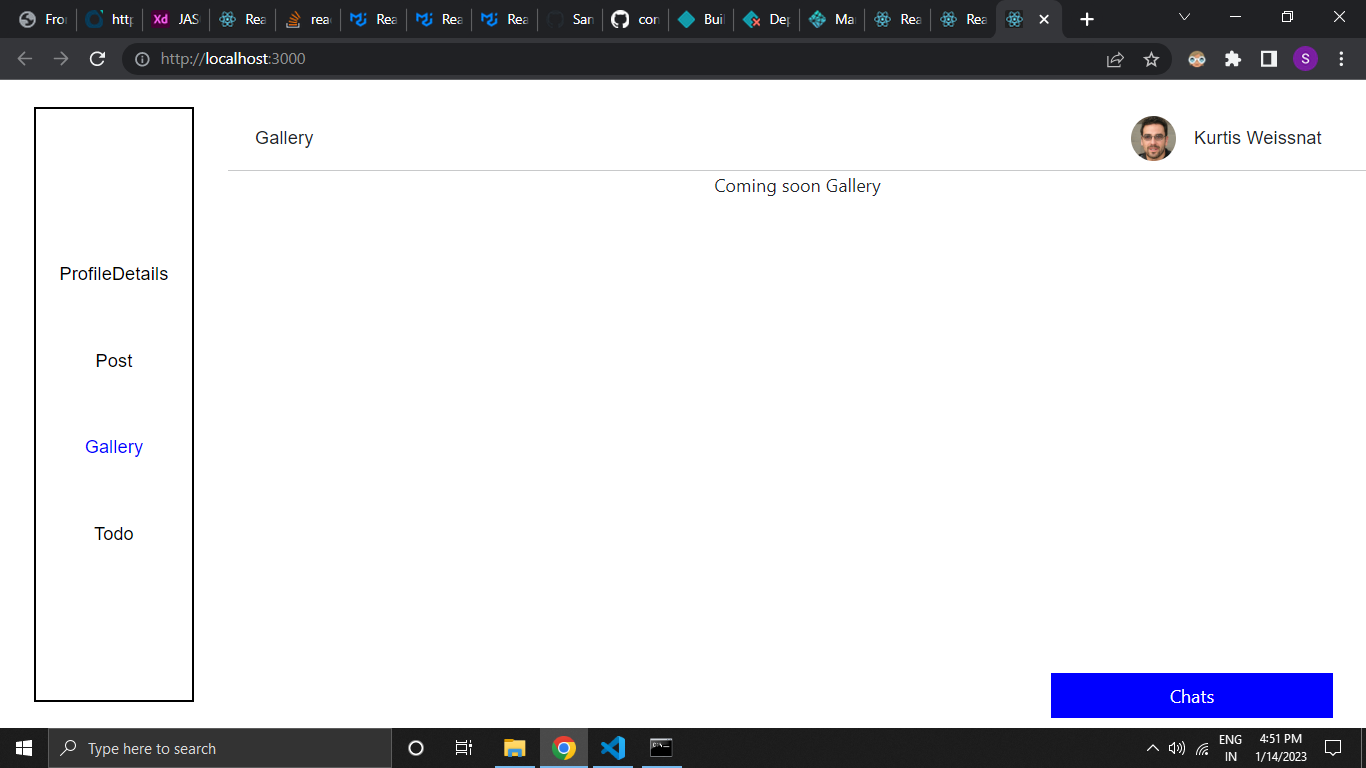 Fro
http
Xd JAS
Rea
rea
Rea
Rea
Rea
San
con
Buil
Dep
Ma
Rea
Rea
http://localhost:3000
S
Gallery
Kurtis Weissnat
Coming soon Gallery
ProfileDetails
Post
Gallery
Todo
Chats
Type here to search
ENG
IN
4:51 PM
1/14/2023